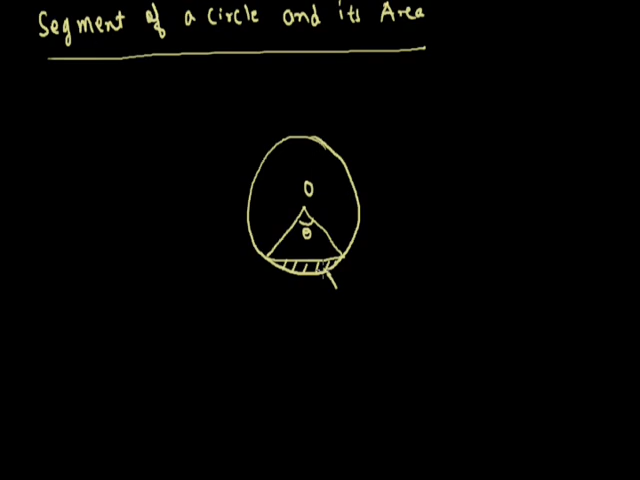 Segment of a circle and its Area
O
θ